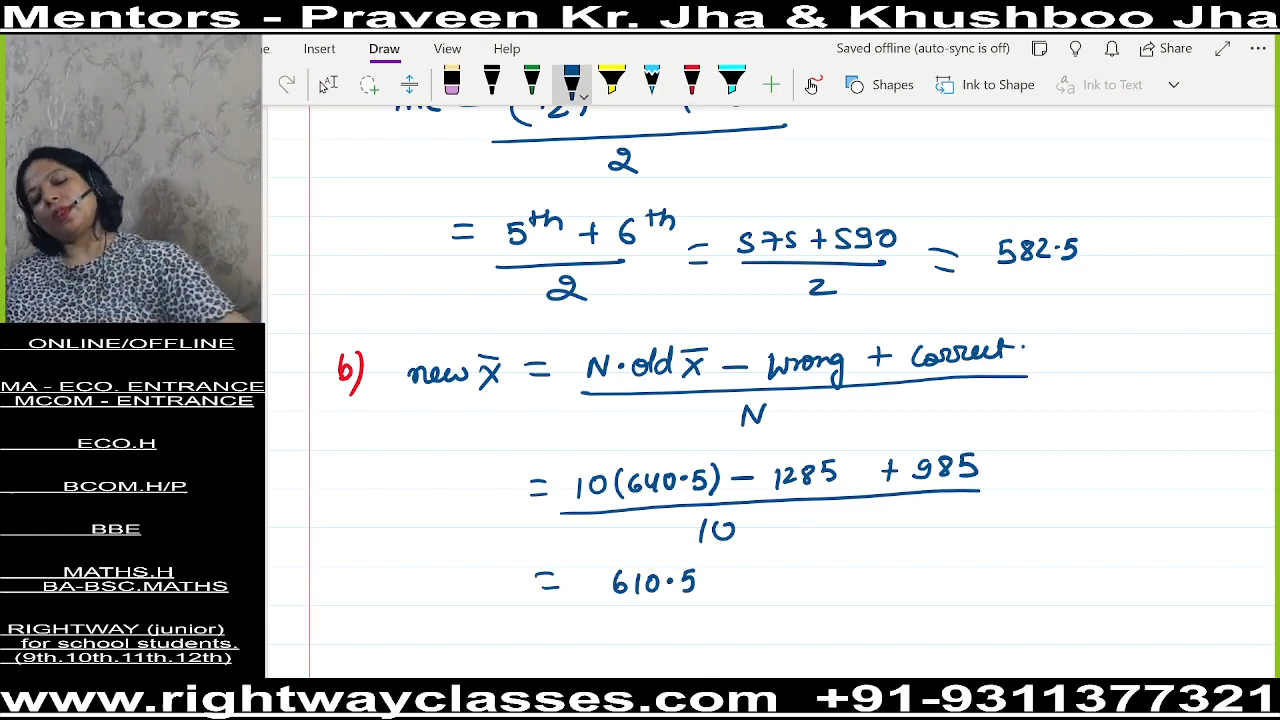 Mentors - Praveen Kr. Jha & Khushboo Jha
Insert Draw View Help
Saved offline (auto-sync is off) Share
Shapes Ink to Shape Ink to Text
2
= 5th + 6th / 2 = 575 + 590 / 2 = 582.5
b) new x̄ = N. old x̄ - wrong + correct. / N
= 10(640.5) - 1285 + 985 / 10
= 610.5
ONLINE/OFFLINE
MA - ECO. ENTRANCE
MCOM - ENTRANCE
ECO.H
BCOM.H/P
BBE
MATHS.H
BA-BSC.MATHS
RIGHTWAY (junior)
for school students.
(9th.10th.11th.12th)
www.rightwayclasses.com +91-9311377321